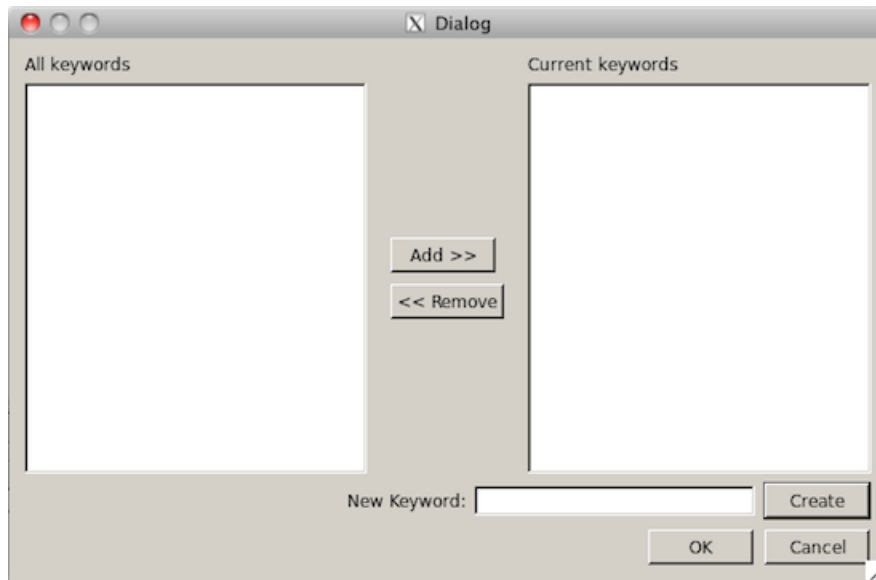 Dialog
All keywords
Current keywords
Add >>
<< Remove
New Keyword:
Create
OK
Cancel